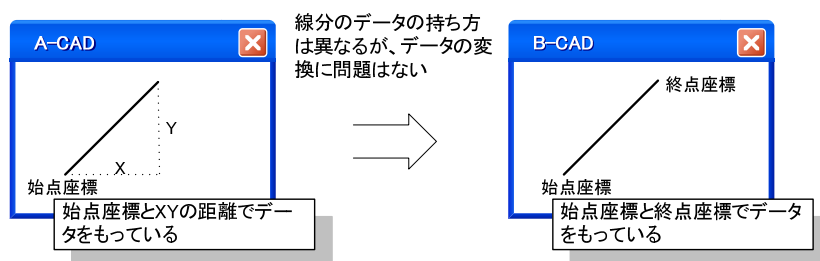 線分のデータの持ち方
は異なるが、データの変
換に問題はない
A-CAD
Y
X
始点座標
始点座標とXYの距離でデー
タをもっている
B-CAD
終点座標
始点座標
始点座標と終点座標でデータ
をもっている